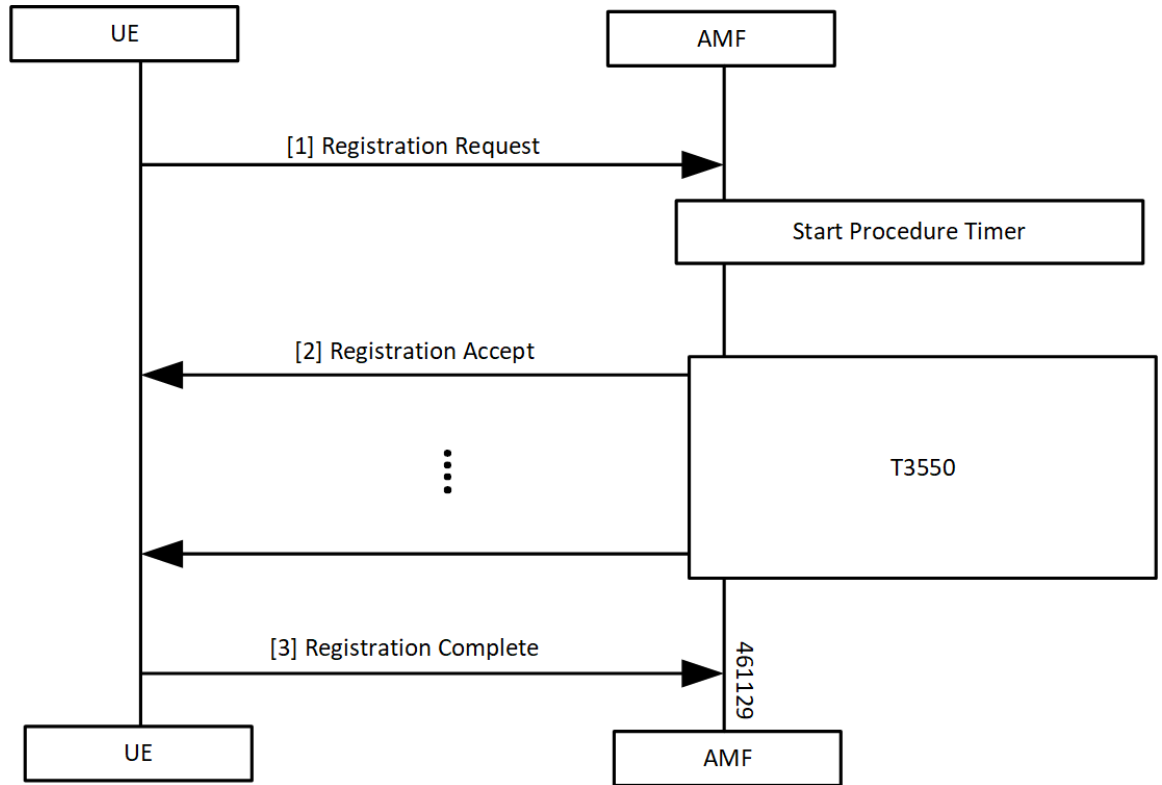 UE
AMF
[1] Registration Request
Start Procedure Timer
[2] Registration Accept
T3550
[3] Registration Complete
461129
UE
AMF